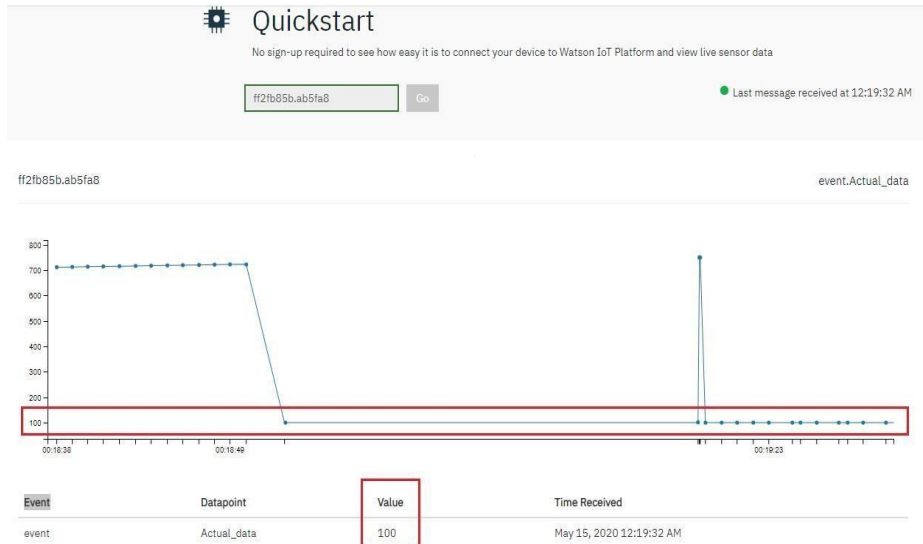 Quickstart
No sign-up required to see how easy it is to connect your device to Watson IoT Platform and view live sensor data
ff2fb85b.ab5fa8 Go Last message received at 12:19:32 AM
ff2fb85b.ab5fa8 event.Actual_data
800
700
600
500
400
300
200
100
00:18:38 00:18:49 00:19:23
Event Datapoint Value Time Received
event Actual_data 100 May 15, 2020 12:19:32 AM